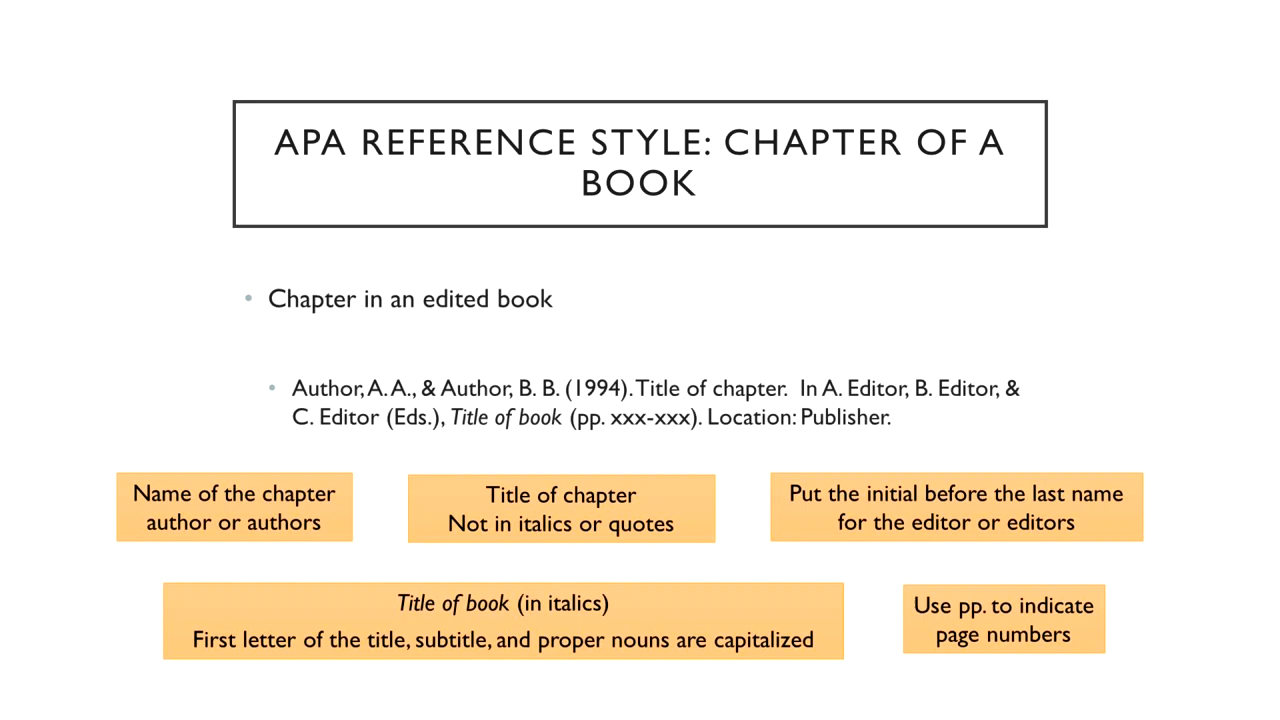 APA REFERENCE STYLE: CHAPTER OF A
BOOK
• Chapter in an edited book
• Author, A. A., & Author, B. B. (1994). Title of chapter.  In A. Editor, B. Editor, &
C. Editor (Eds.), Title of book (pp. xxx-xxx). Location: Publisher.
Name of the chapter
author or authors
Title of chapter
Not in italics or quotes
Put the initial before the last name
for the editor or editors
Title of book (in italics)
First letter of the title, subtitle, and proper nouns are capitalized
Use pp. to indicate
page numbers